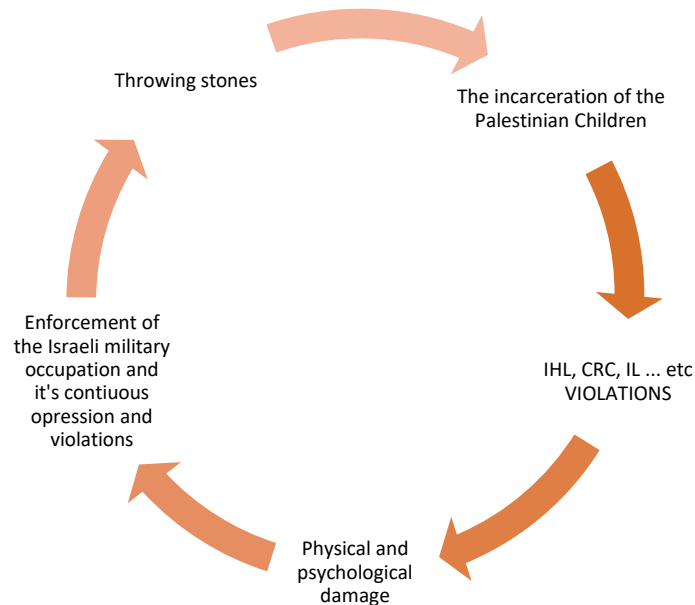 Throwing stones
The incarceration of the
Palestinian Children
IHL, CRC, IL ... etc
VIOLATIONS
Physical and
psychological
damage
Enforcement of
the Israeli military
occupation and
it's contiuous
opression and
violations